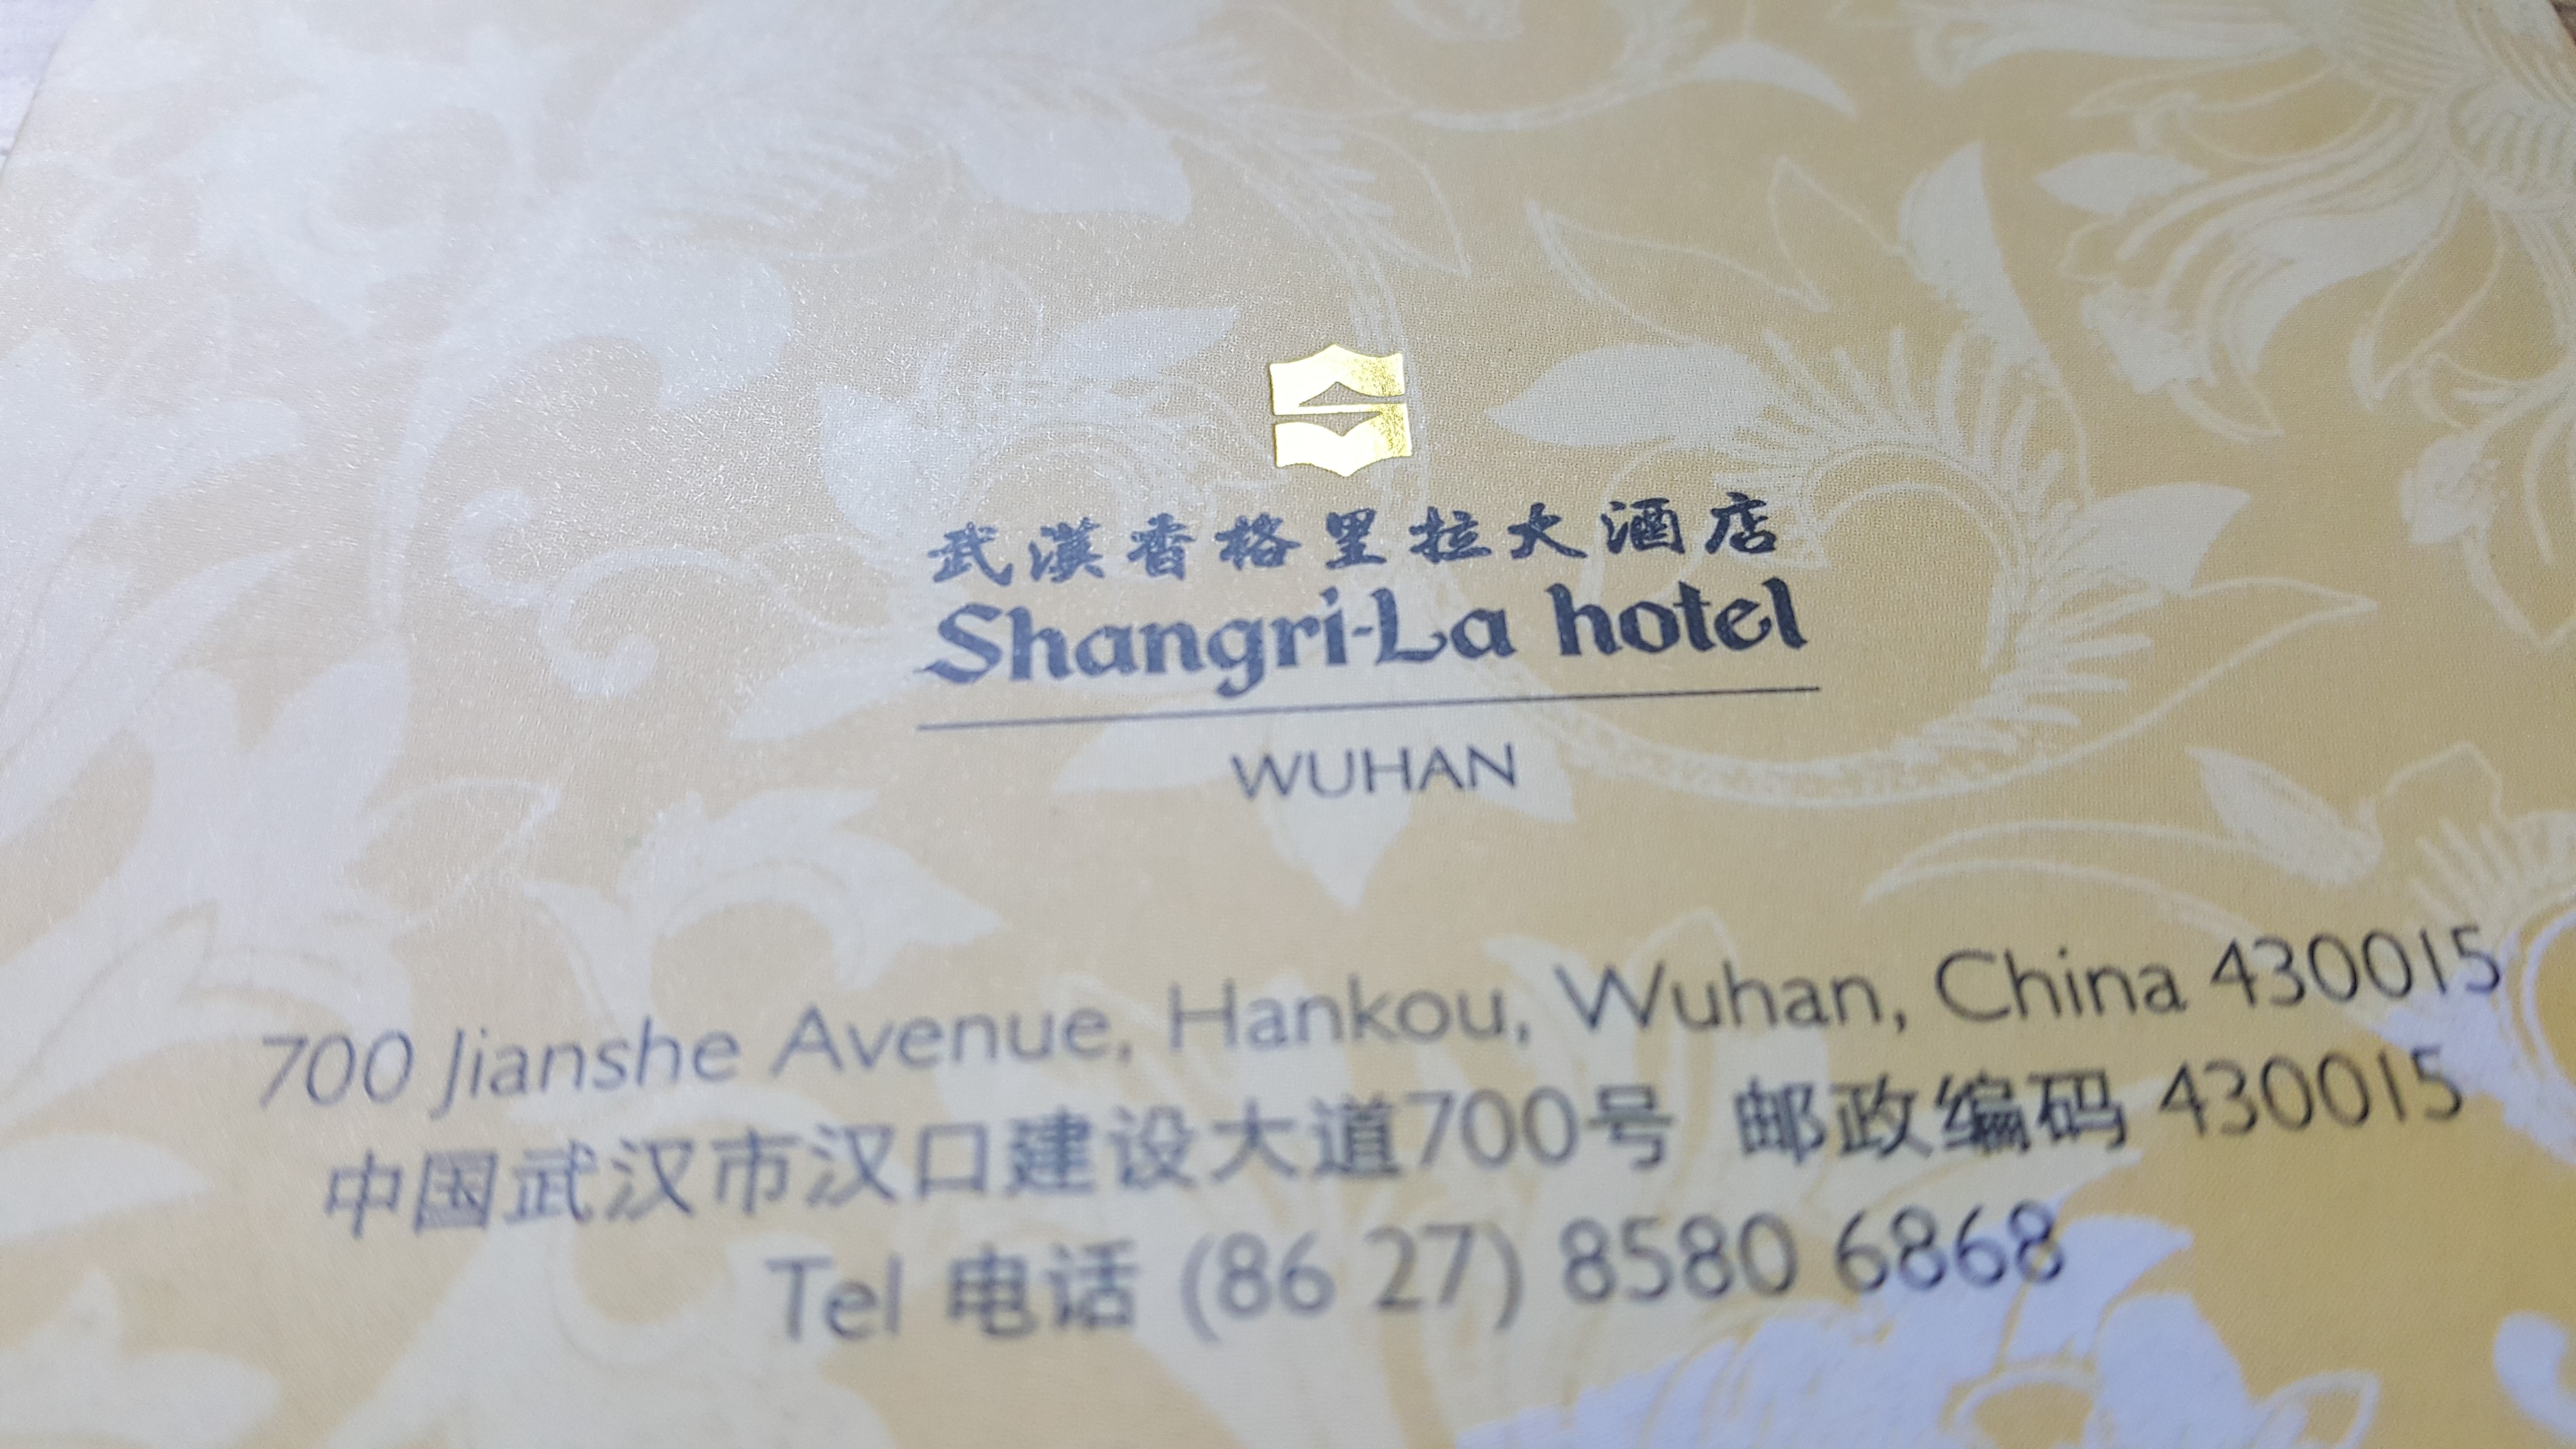 武漢香格里拉大酒店
Shangri-La hotel
WUHAN
700 Jianshe Avenue, Hankou, Wuhan, China 430015
中国武汉市汉口建设大道700号 邮政编码 430015
Tel 电话 (86 27) 8580 6868